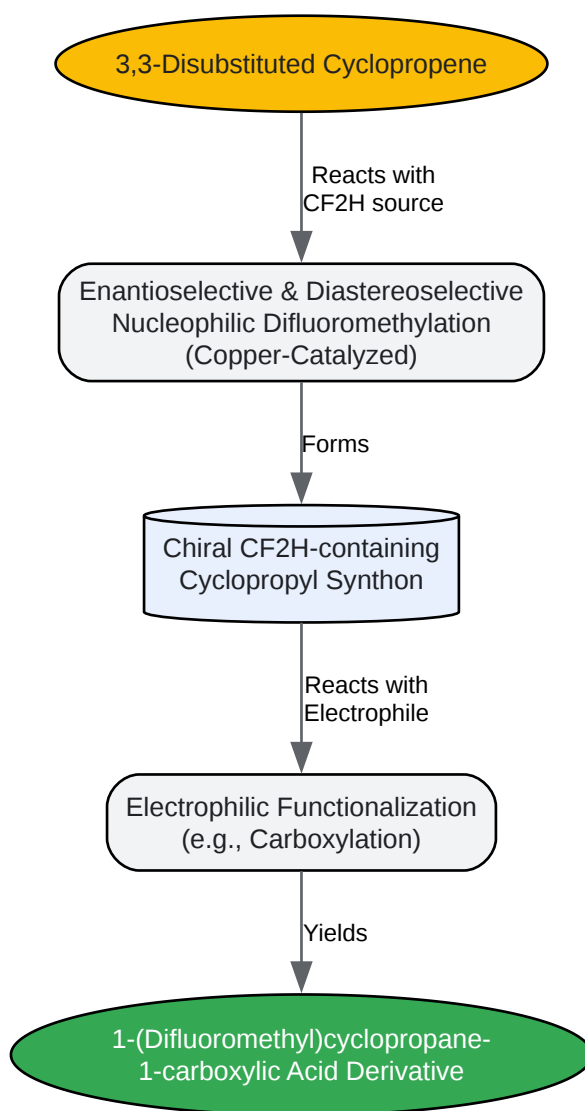 3,3-Disubstituted Cyclopropene
Reacts with
CF2H source
Enantioselective & Diastereoselective
Nucleophilic Difluoromethylation
(Copper-Catalyzed)
Forms
Chiral CF2H-containing
Cyclopropyl Synthon
Reacts with
Electrophile
Electrophilic Functionalization
(e.g., Carboxylation)
Yields
1-(Difluoromethyl)cyclopropane-
1-carboxylic Acid Derivative